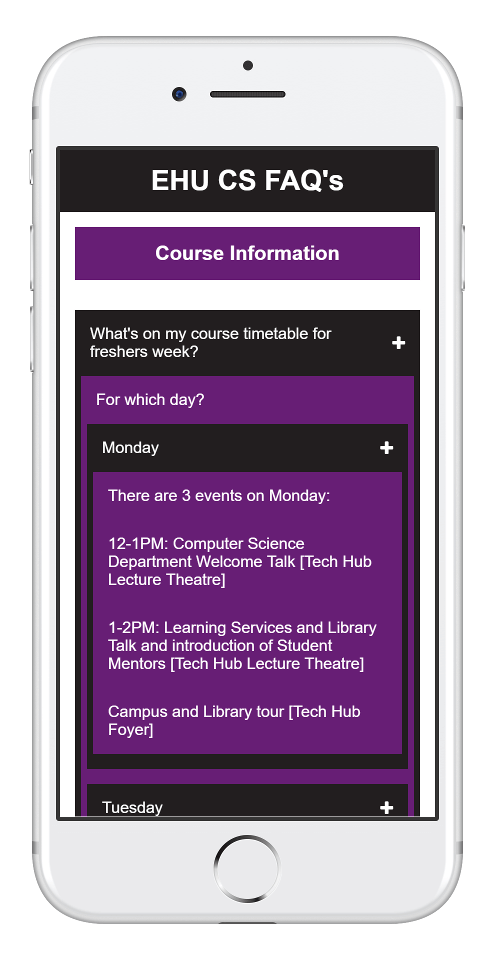 EHU CS FAQ's
Course Information
What's on my course timetable for
freshers week?
For which day?
Monday
There are 3 events on Monday:
12-1PM: Computer Science
Department Welcome Talk [Tech Hub
Lecture Theatre]
1-2PM: Learning Services and Library
Talk and introduction of Student
Mentors [Tech Hub Lecture Theatre]
Campus and Library tour [Tech Hub
Foyer]
Tuesday